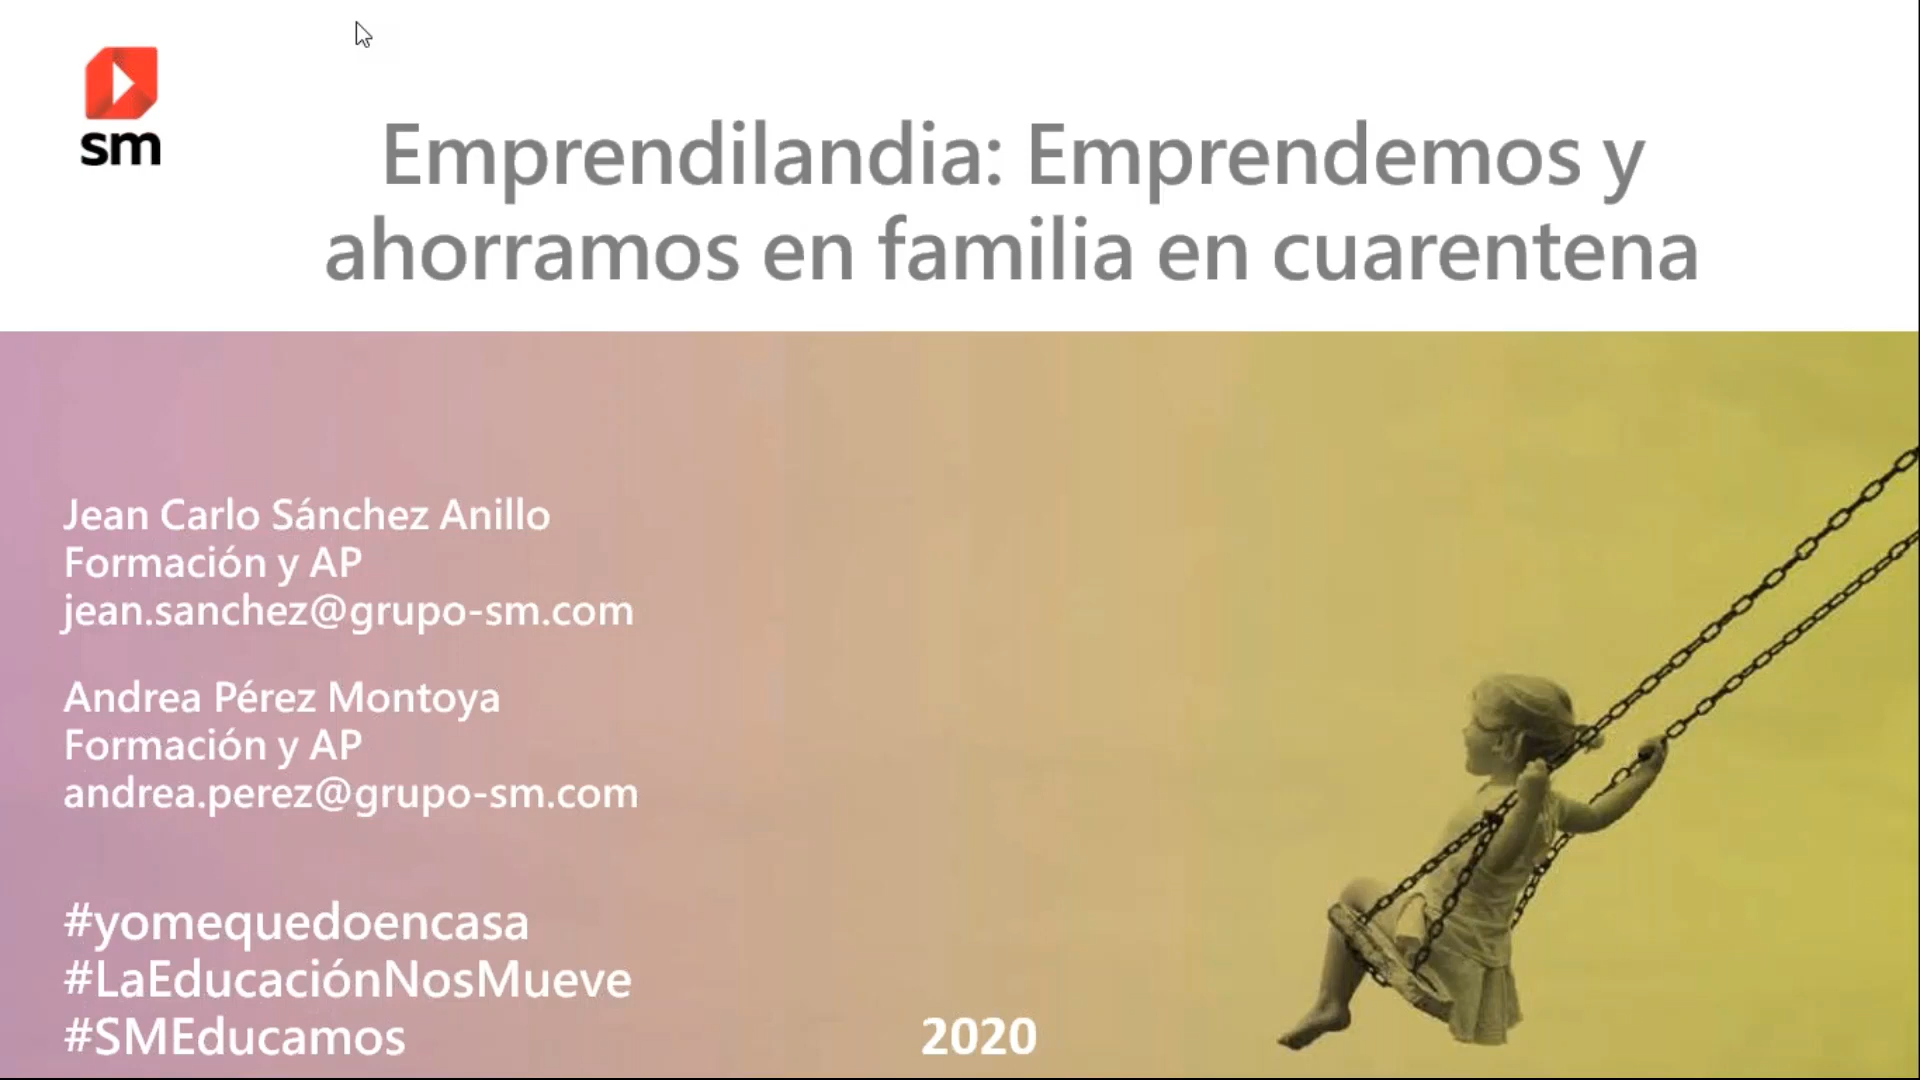 sm
Emprendilandia: Emprendemos y
ahorramos en familia en cuarentena
Jean Carlo Sánchez Anillo
Formación y AP
jean.sanchez@grupo-sm.com
Andrea Pérez Montoya
Formación y AP
andrea.perez@grupo-sm.com
#yomequedoencasa
#LaEducaciónNosMueve
#SMEducamos
2020